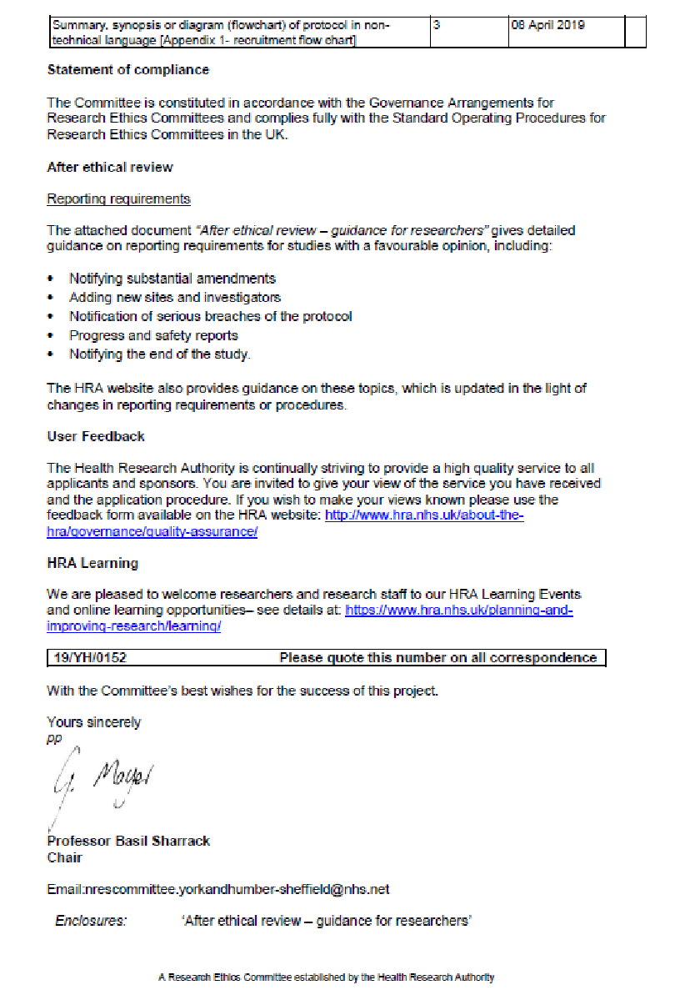 Summary, synopsis or diagram (flowchart) of protocol in non- 3 08 April 2019
technical language [Appendix 1- recruitment flow chart]
Statement of compliance
The Committee is constituted in accordance with the Governance Arrangements for
Research Ethics Committees and complies fully with the Standard Operating Procedures for
Research Ethics Committees in the UK.
After ethical review
Reporting requirements
The attached document “After ethical review – guidance for researchers” gives detailed
guidance on reporting requirements for studies with a favourable opinion, including:
• Notifying substantial amendments
• Adding new sites and investigators
• Notification of serious breaches of the protocol
• Progress and safety reports
• Notifying the end of the study.
The HRA website also provides guidance on these topics, which is updated in the light of
changes in reporting requirements or procedures.
User Feedback
The Health Research Authority is continually striving to provide a high quality service to all
applicants and sponsors. You are invited to give your view of the service you have received
and the application procedure. If you wish to make your views known please use the
feedback form available on the HRA website: http://www.hra.nhs.uk/about-the-
hra/governance/quality-assurance/
HRA Learning
We are pleased to welcome researchers and research staff to our HRA Learning Events
and online learning opportunities– see details at: https://www.hra.nhs.uk/planning-and-
improving-research/learning/
19/YH/0152 Please quote this number on all correspondence
With the Committee’s best wishes for the success of this project.
Yours sincerely
pp
G. Mayer
Professor Basil Sharrack
Chair
Email:nrescommittee.yorkandhumber-sheffield@nhs.net
Enclosures: ‘After ethical review – guidance for researchers’
A Research Ethics Committee established by the Health Research Authority